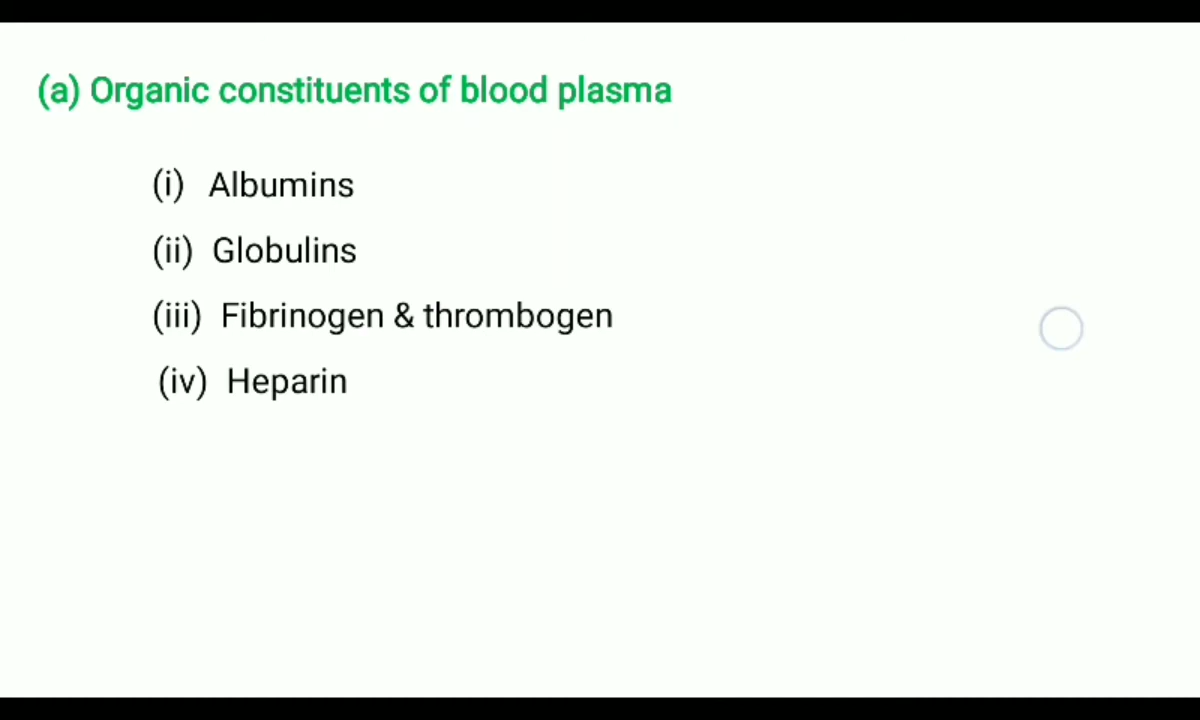 (a) Organic constituents of blood plasma
(i) Albumins
(ii) Globulins
(iii) Fibrinogen & thrombogen
(iv) Heparin